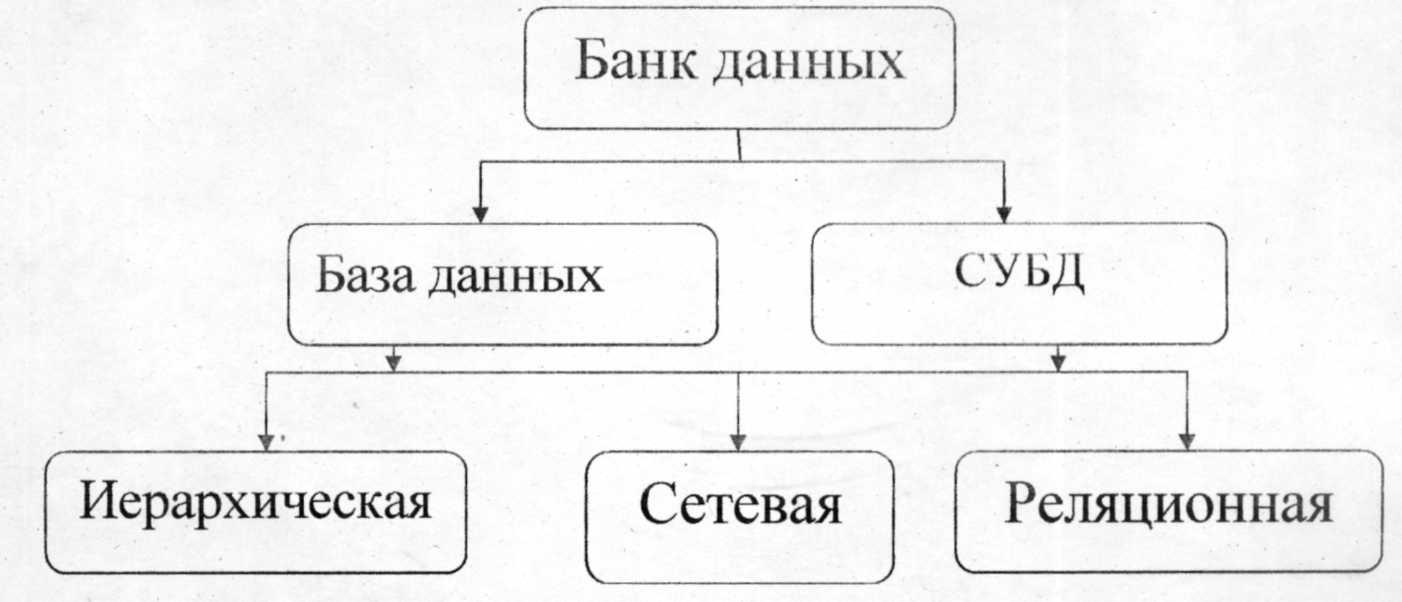 Банк данных
База данных
СУБД
Иерархическая
Сетевая
Реляционная